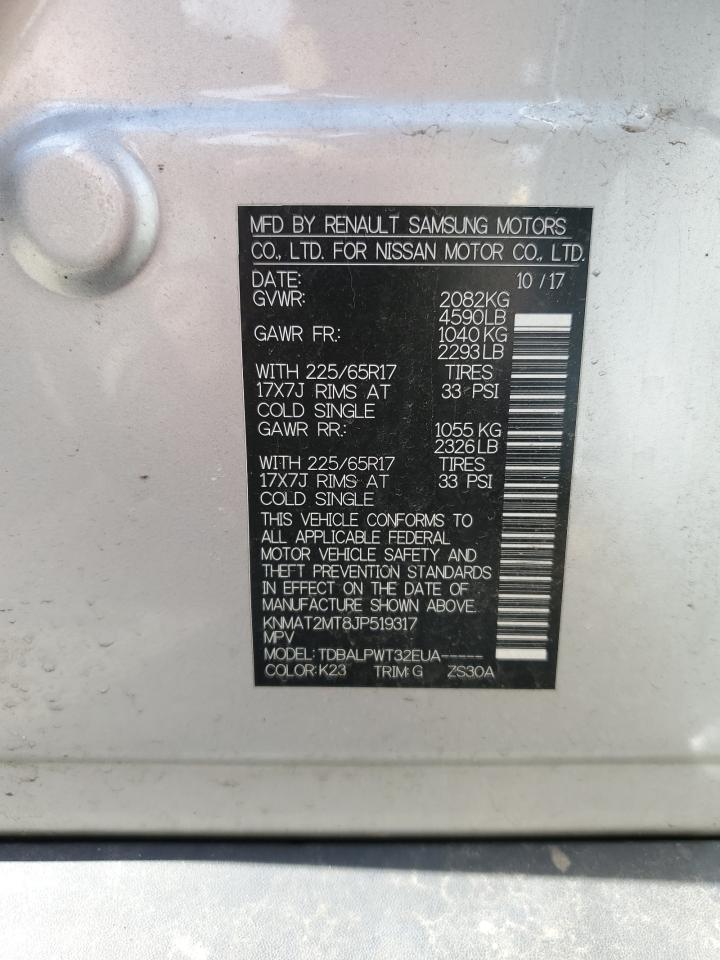 MFD BY RENAULT SAMSUNG MOTORS
CO., LTD. FOR NISSAN MOTOR CO., LTD.
DATE: 10 / 17
GVWR: 2082KG
4590LB
GAWR FR.: 1040 KG
2293 LB
WITH 225/65R17 TIRES
17X7J RIMS AT 33 PSI
COLD SINGLE
GAWR RR.: 1055 KG
2326 LB
WITH 225/65R17 TIRES
17X7J RIMS AT 33 PSI
COLD SINGLE
THIS VEHICLE CONFORMS TO
ALL APPLICABLE FEDERAL
MOTOR VEHICLE SAFETY AND
THEFT PREVENTION STANDARDS
IN EFFECT ON THE DATE OF
MANUFACTURE SHOWN ABOVE.
KNMAT2MT8JP519317
MPV
MODEL: TDBALPWT32EUA-----
COLOR: K23 TRIM: G ZS30A